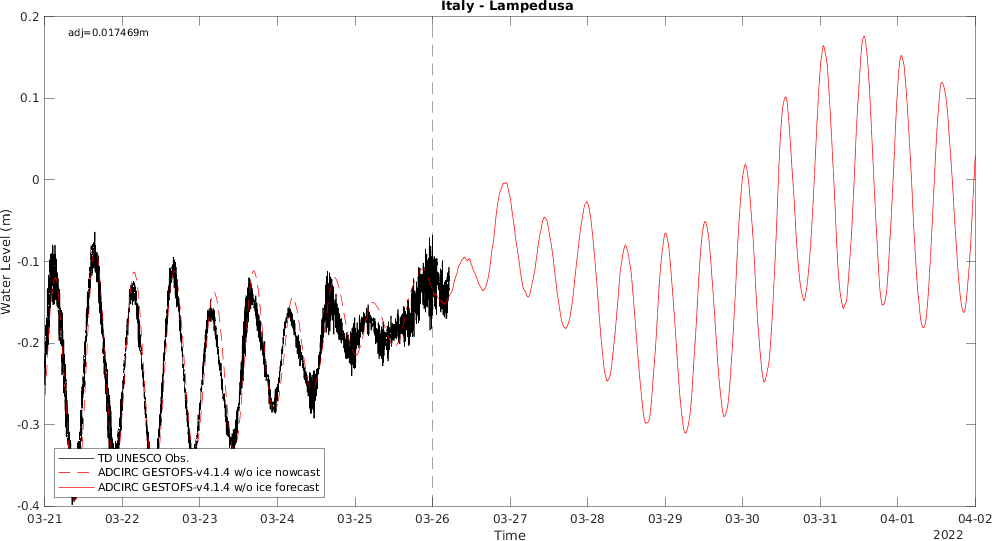 Italy - Lampedusa
adj=0.017469m
0.2
0.1
0
-0.1
-0.2
-0.3
-0.4
Water Level (m)
TD UNESCO Obs.
ADCIRC GESTOFS-v4.1.4 w/o ice nowcast
ADCIRC GESTOFS-v4.1.4 w/o ice forecast
03-21 03-22 03-23 03-24 03-25 03-26 03-27 03-28 03-29 03-30 03-31 04-01 04-02
Time
2022